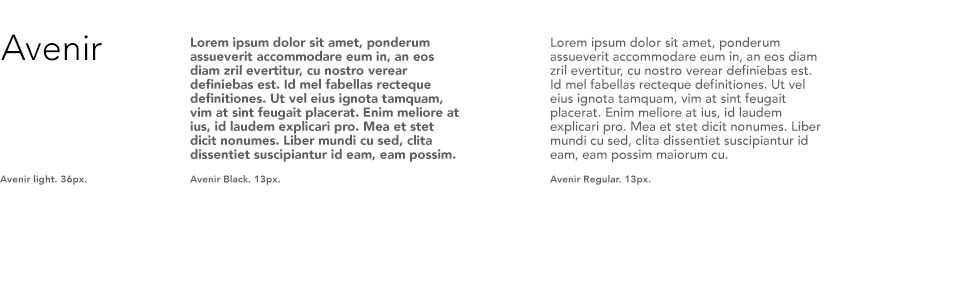 Avenir
Avenir light. 36px.
Lorem ipsum dolor sit amet, ponderum
assueverit accommodare eum in, an eos
diam zril evertitur, cu nostro verear
definiebas est. Id mel fabellas recteque
definitiones. Ut vel eius ignota tamquam,
vim at sint feugait placerat. Enim meliore at
ius, id laudem explicari pro. Mea et stet
dicit nonumes. Liber mundi cu sed, clita
dissentiet suscipiantur id eam, eam possim.
Avenir Black. 13px.
Lorem ipsum dolor sit amet, ponderum
assueverit accommodare eum in, an eos diam
zril evertitur, cu nostro verear definiebas est.
Id mel fabellas recteque definitiones. Ut vel
eius ignota tamquam, vim at sint feugait
placerat. Enim meliore at ius, id laudem
explicari pro. Mea et stet dicit nonumes. Liber
mundi cu sed, clita dissentiet suscipiantur id
eam, eam possim maiorum cu.
Avenir Regular. 13px.